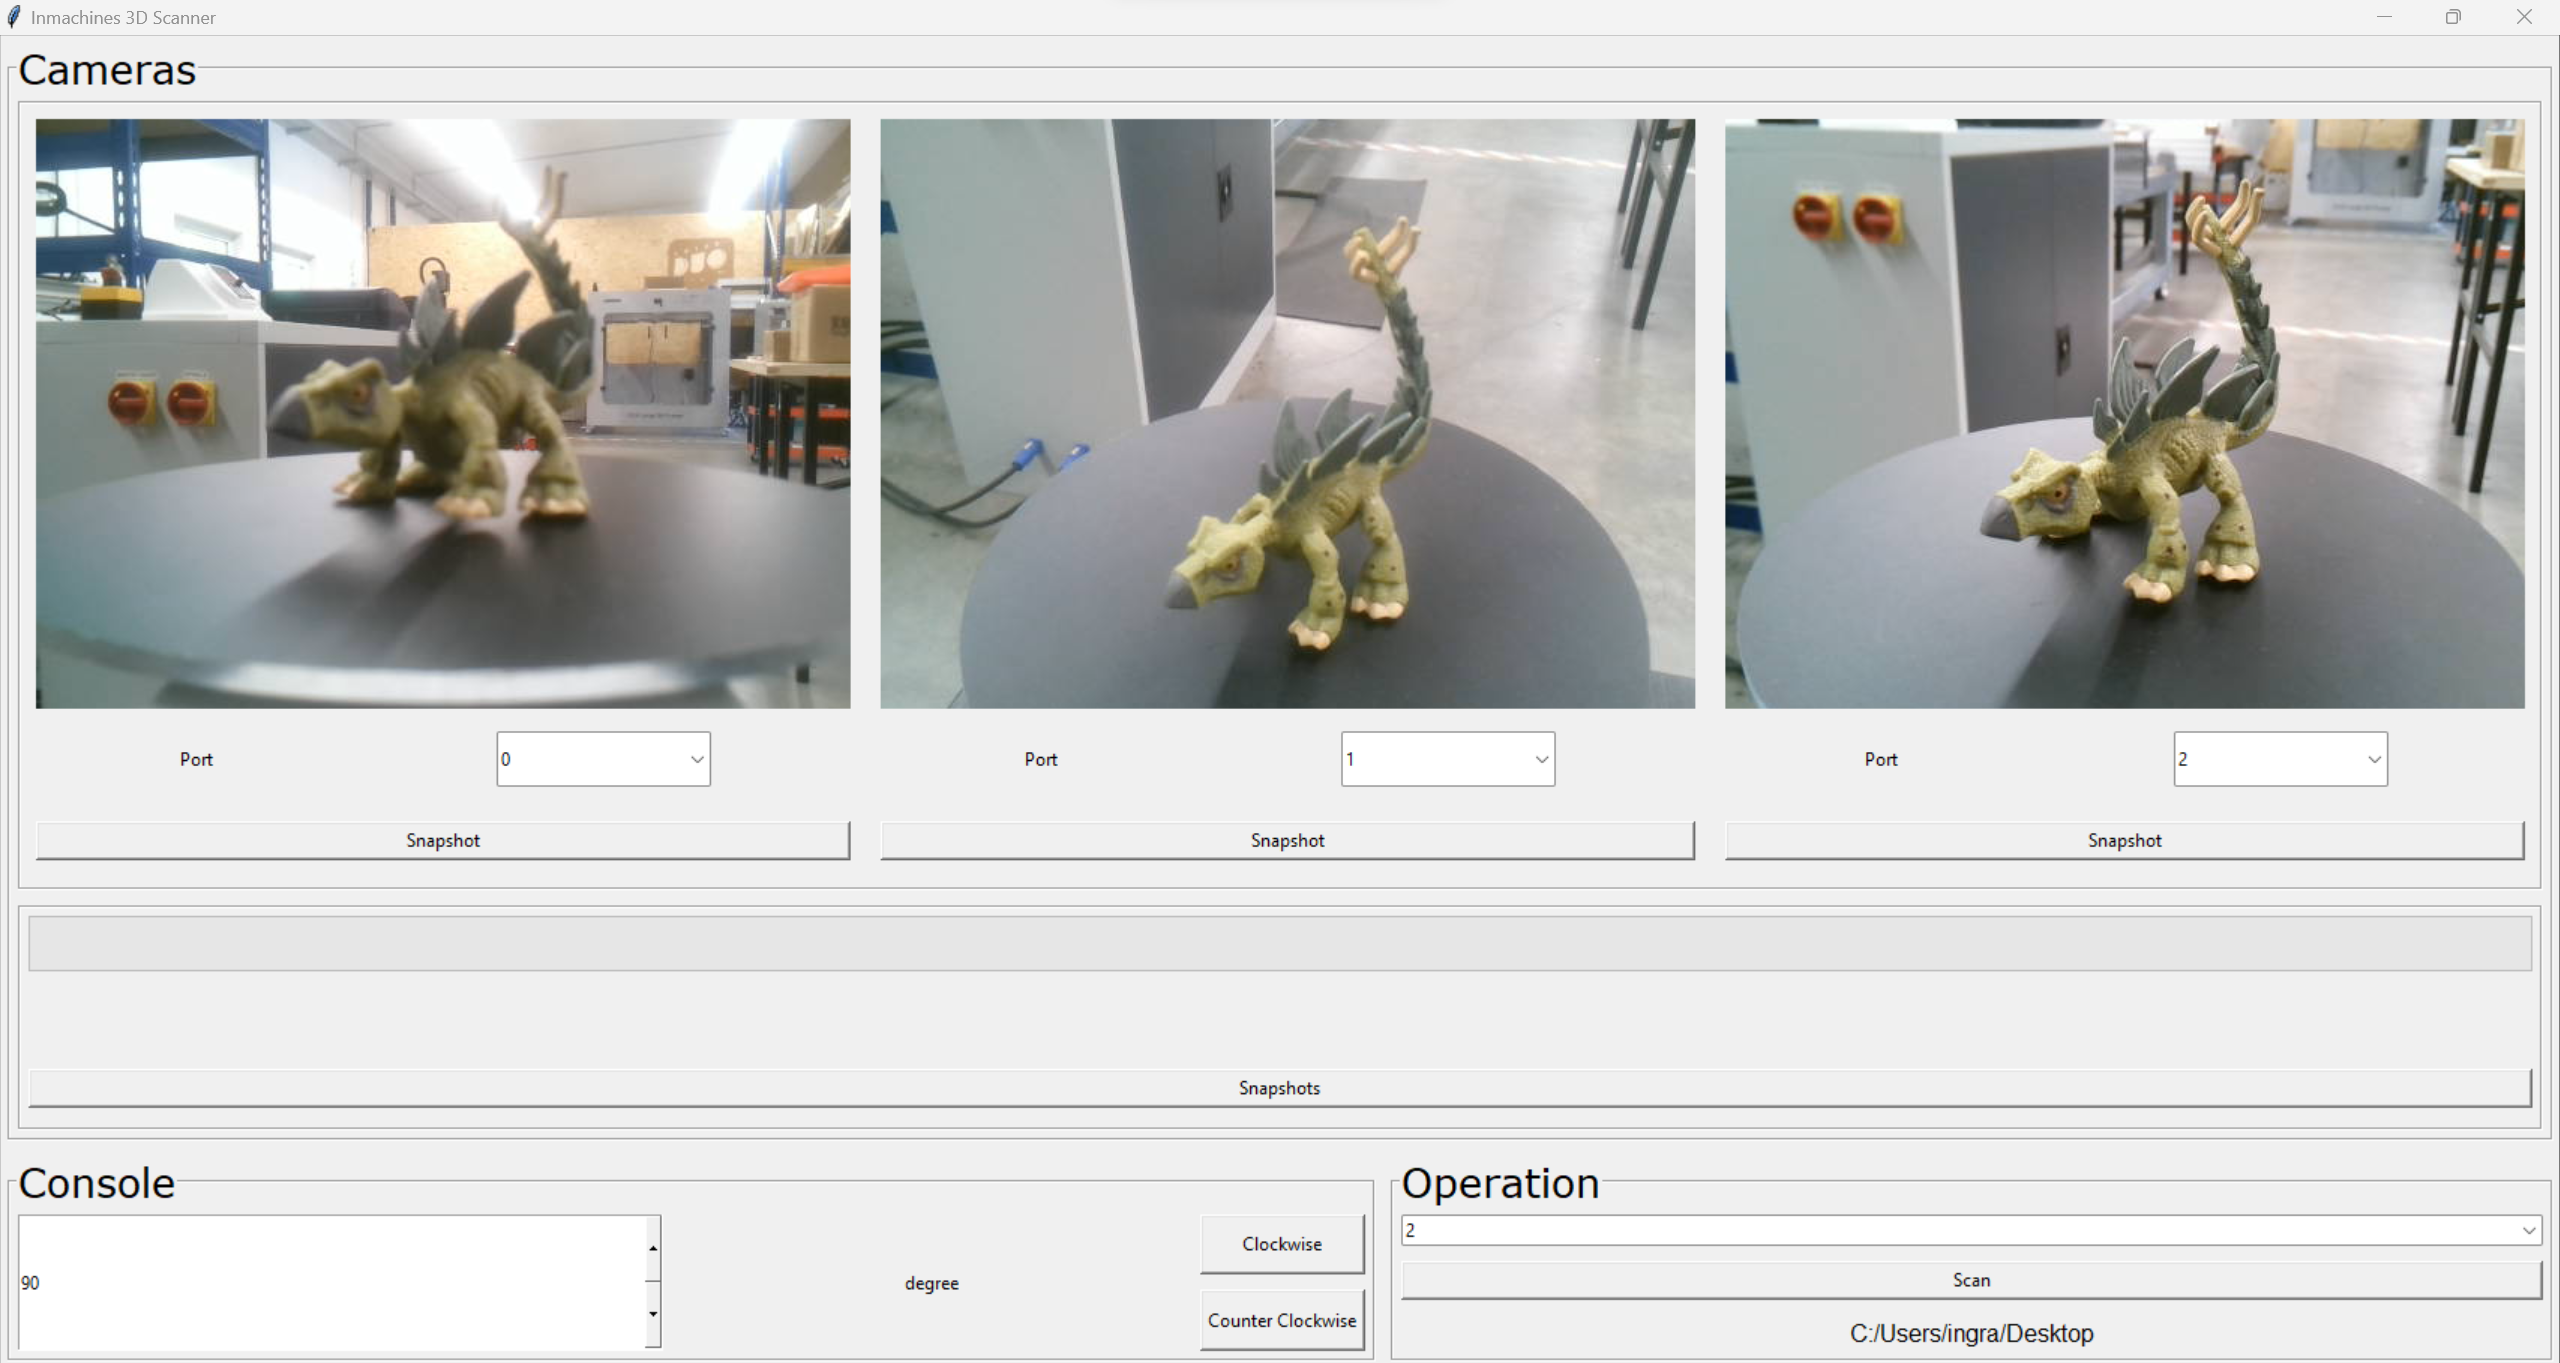 Inmachines 3D Scanner
Cameras
Port 0 Port 1 Port 2
Snapshot Snapshot Snapshot
Snapshots
Console
90 degree
Clockwise
Counter Clockwise
Operation
2
Scan
C:/Users/ingra/Desktop